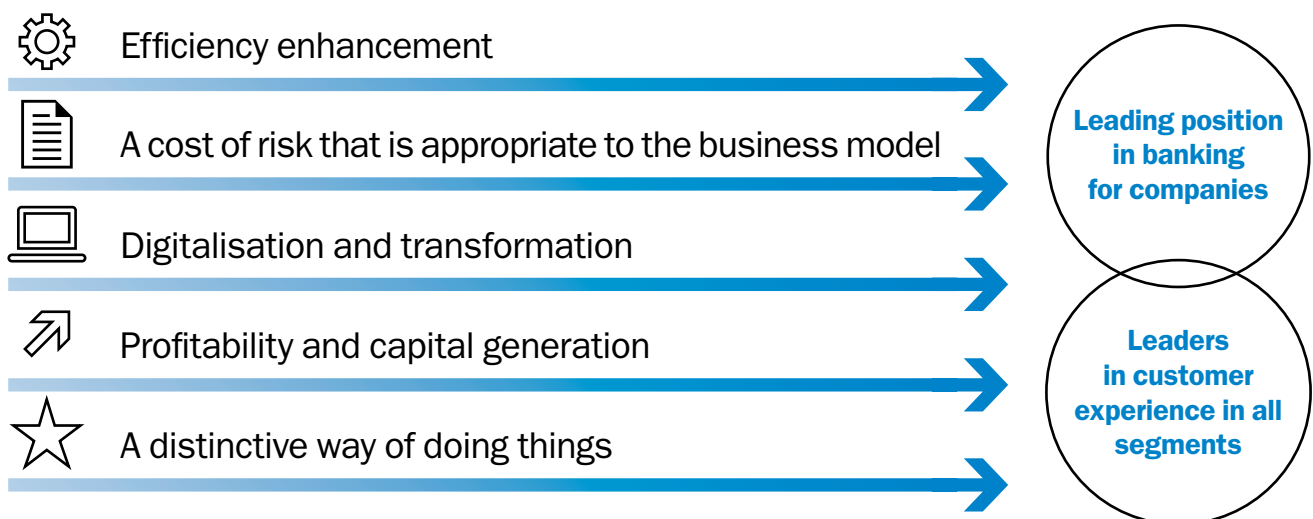 Efficiency enhancement
A cost of risk that is appropriate to the business model
Digitalisation and transformation
Profitability and capital generation
A distinctive way of doing things
Leading position
in banking
for companies
Leaders
in customer
experience in all
segments